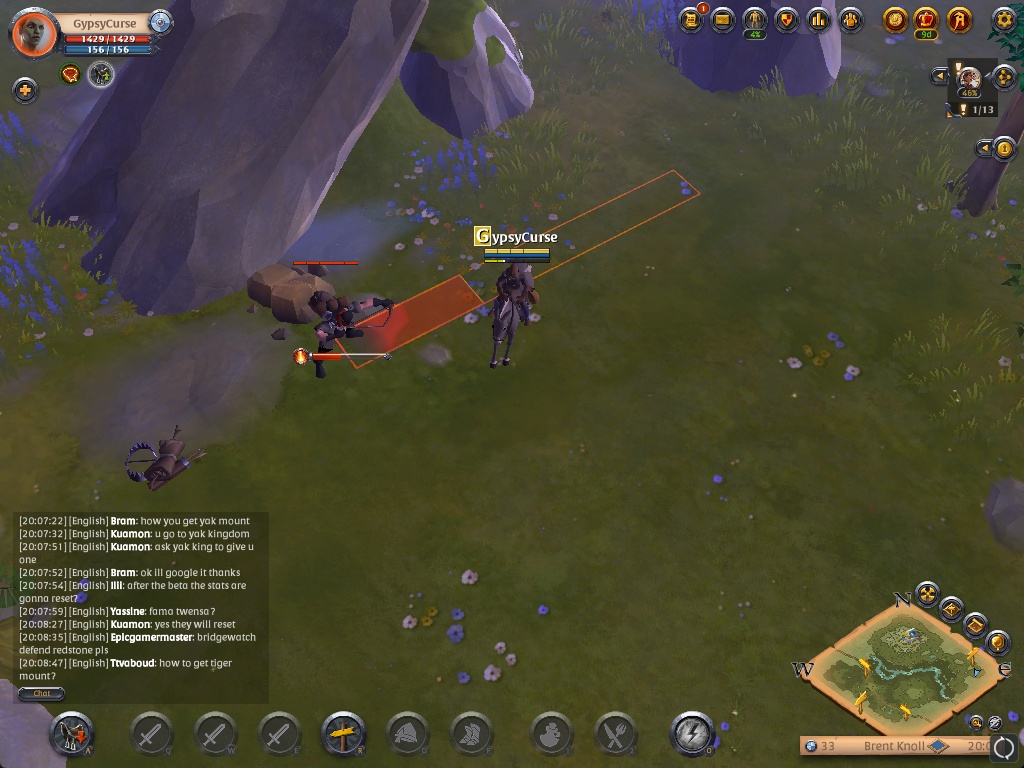 GypsyCurse
1429 / 1429
156 / 156
1
4%
9d
46%
1/13
GypsyCurse
[20:07:22] [English] Bram: how you get yak mount
[20:07:32] [English] Kuamon: u go to yak kingdom
[20:07:51] [English] Kuamon: ask yak king to give u
one
[20:07:52] [English] Bram: ok ill google it thanks
[20:07:54] [English] Illi: after the beta the stats are
gonna reset?
[20:07:59] [English] Yassine: fama twensa ?
[20:08:27] [English] Kuamon: yes they will reset
[20:08:35] [English] Epicgamermaster: bridgewatch
defend redstone pls
[20:08:47] [English] Ttvaboud: how to get tiger
mount?
Chat
N
W
E
A
Q
W
E
R
D
F
33 Brent Knoll